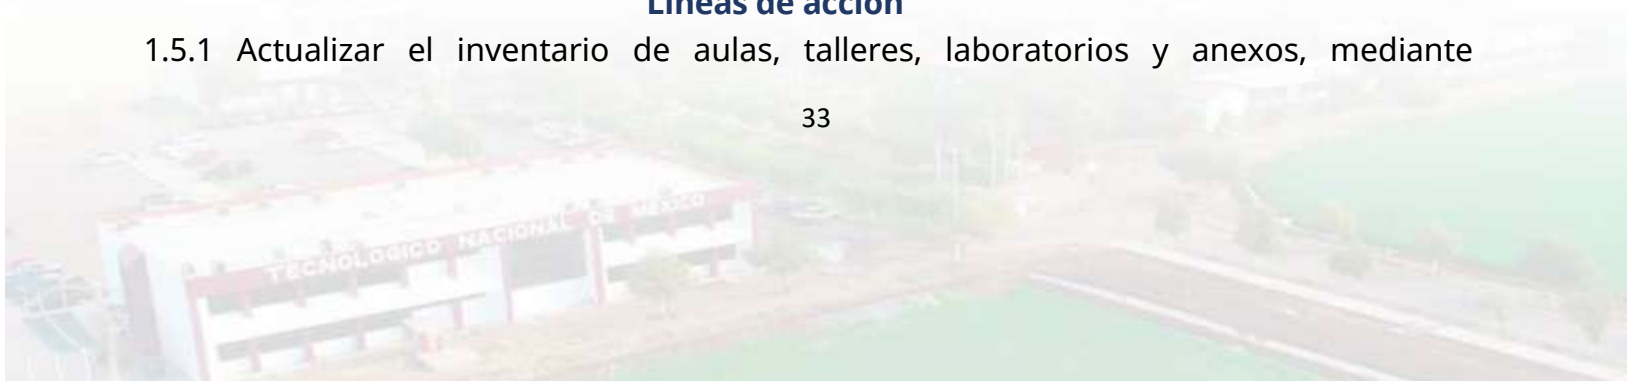 Líneas de acción
1.5.1 Actualizar el inventario de aulas, talleres, laboratorios y anexos, mediante
33
TECNOLOGICO NACIONAL DE MEXICO